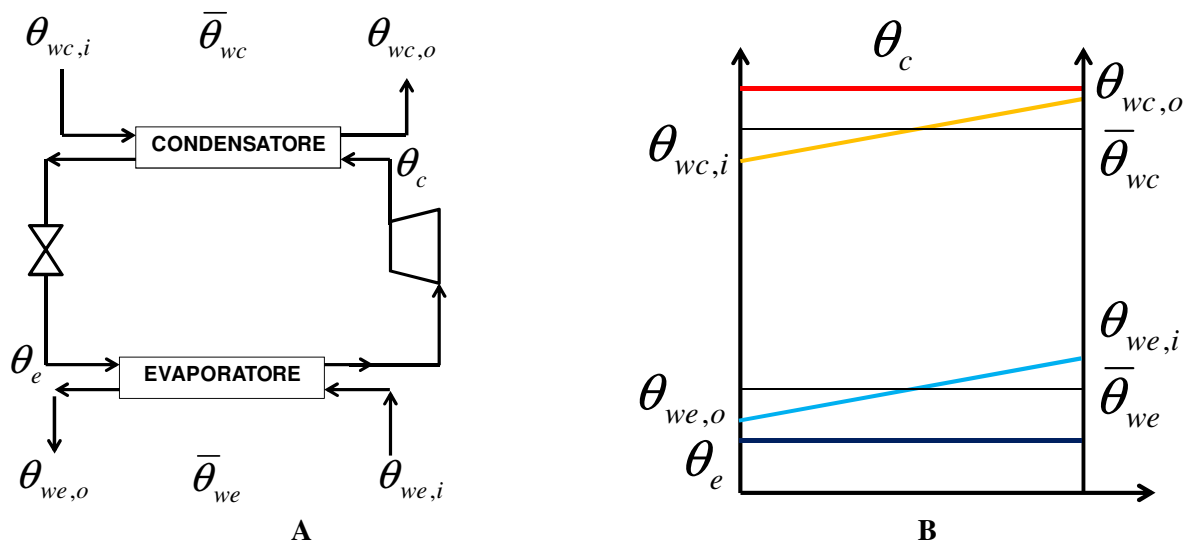 θwc,i θ̅wc θwc,o
CONDENSATORE
θc
θe
EVAPORATORE
θwe,o θ̅we θwe,i
A
θc
θwc,o
θwc,i
θ̅wc
θwe,i
θwe,o
θ̅we
θe
B